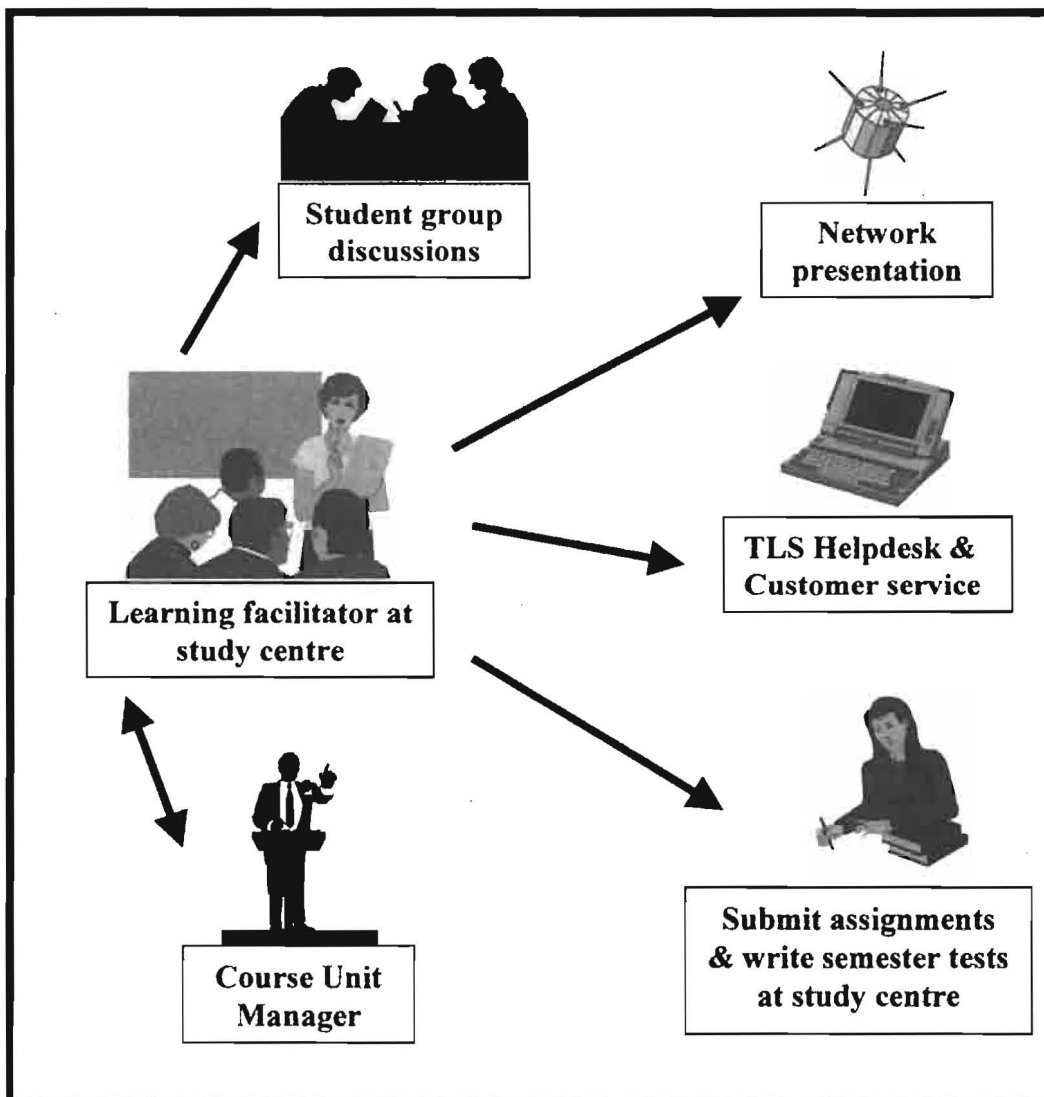 Student group
discussions
Network
presentation
TLS Helpdesk &
Customer service
Learning facilitator at
study centre
Course Unit
Manager
Submit assignments
& write semester tests
at study centre